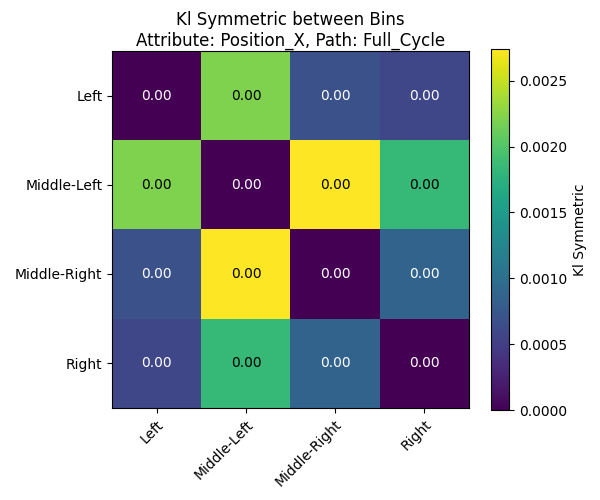 Kl Symmetric between Bins
Attribute: Position_X, Path: Full_Cycle
Left 0.00 0.00 0.00 0.00
Middle-Left 0.00 0.00 0.00 0.00
Middle-Right 0.00 0.00 0.00 0.00
Right 0.00 0.00 0.00 0.00
Left
Middle-Left
Middle-Right
Right
0.0025
0.0020
0.0015
0.0010
0.0005
0.0000
Kl Symmetric